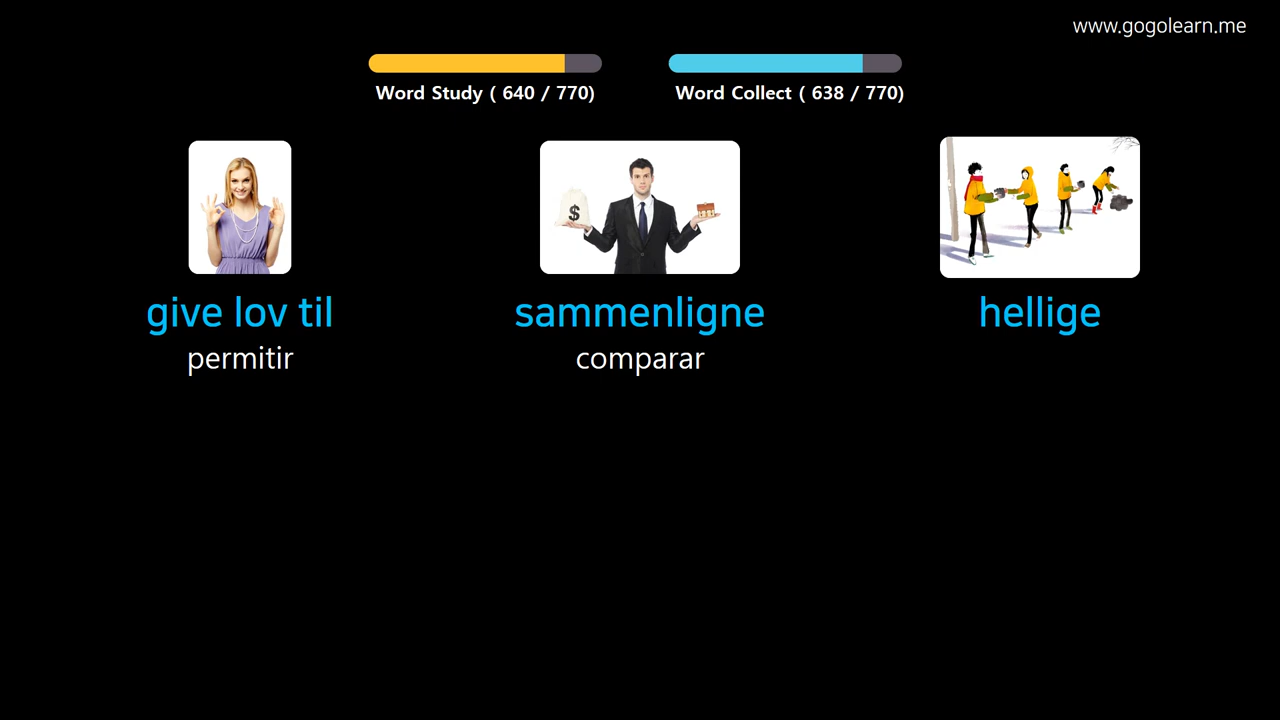 www.gogolearn.me
Word Study ( 640 / 770)
Word Collect ( 638 / 770)
$
give lov til
sammenligne
hellige
permitir
comparar